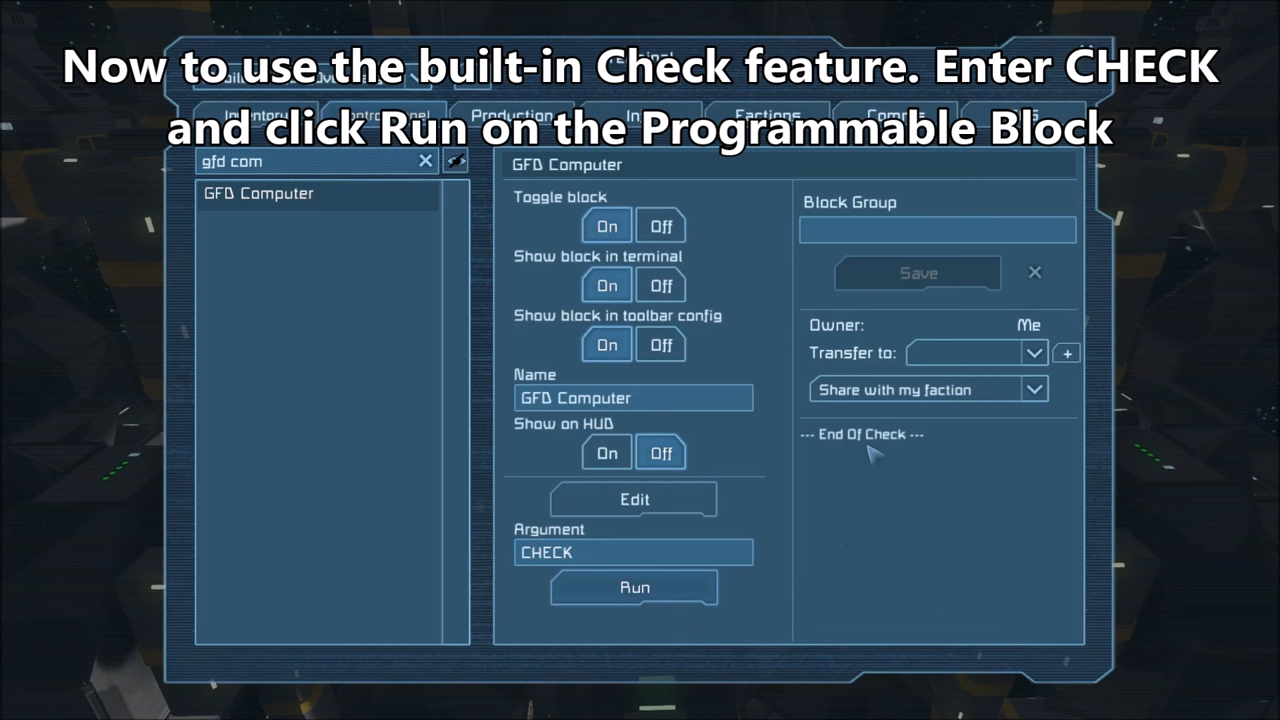 Now to use the built-in Check feature. Enter CHECK
and click Run on the Programmable Block
Inventory
Production
Factions
gfd com
GFD Computer
GFD Computer
Toggle block
On Off
Show block in terminal
On Off
Show block in toolbar config
On Off
Name
GFD Computer
Show on HUD
On Off
Edit
Argument
CHECK
Run
Block Group
Save
Owner: Me
Transfer to: +
Share with my faction
--- End Of Check ---